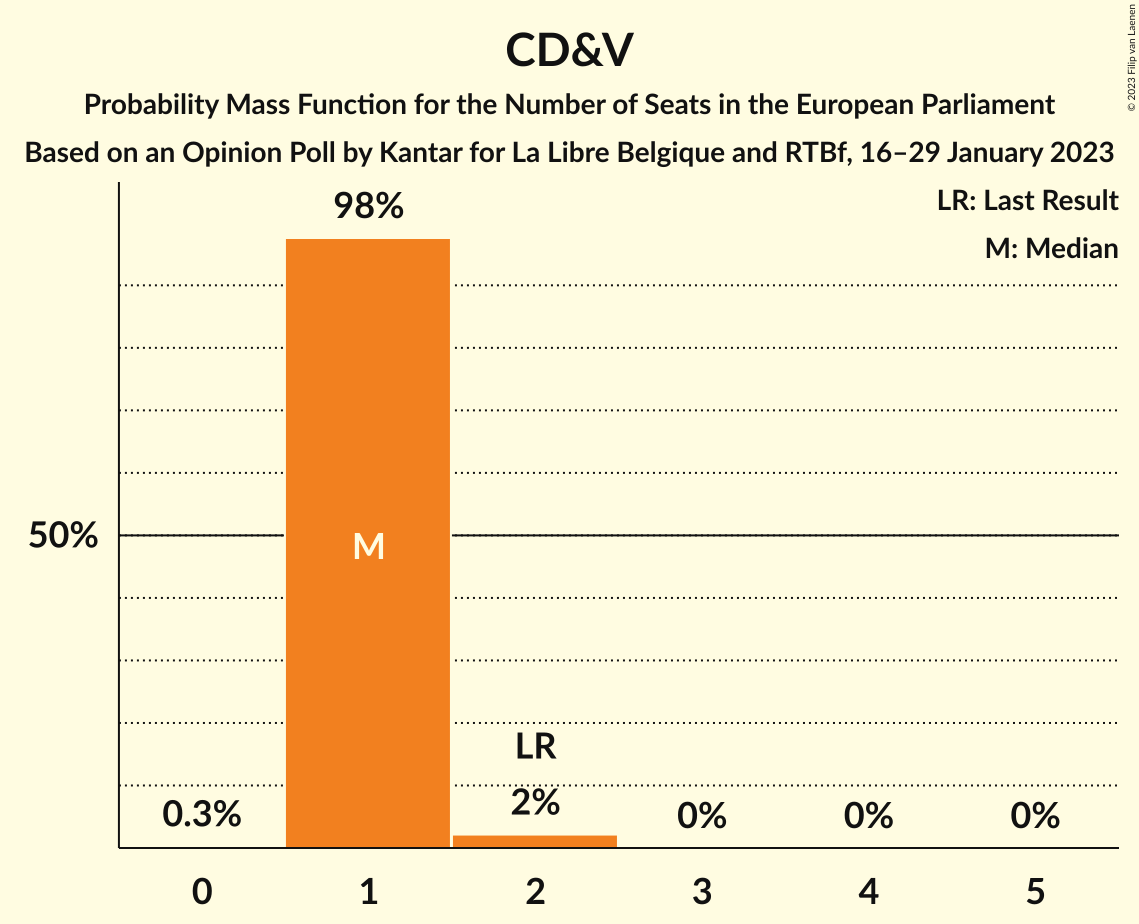 CD&V
Probability Mass Function for the Number of Seats in the European Parliament
Based on an Opinion Poll by Kantar for La Libre Belgique and RTBf, 16–29 January 2023
© 2023 Filip van Laenen
LR: Last Result
M: Median
98%
50%
M
LR
0.3%
2%
0%
0%
0%
0
1
2
3
4
5